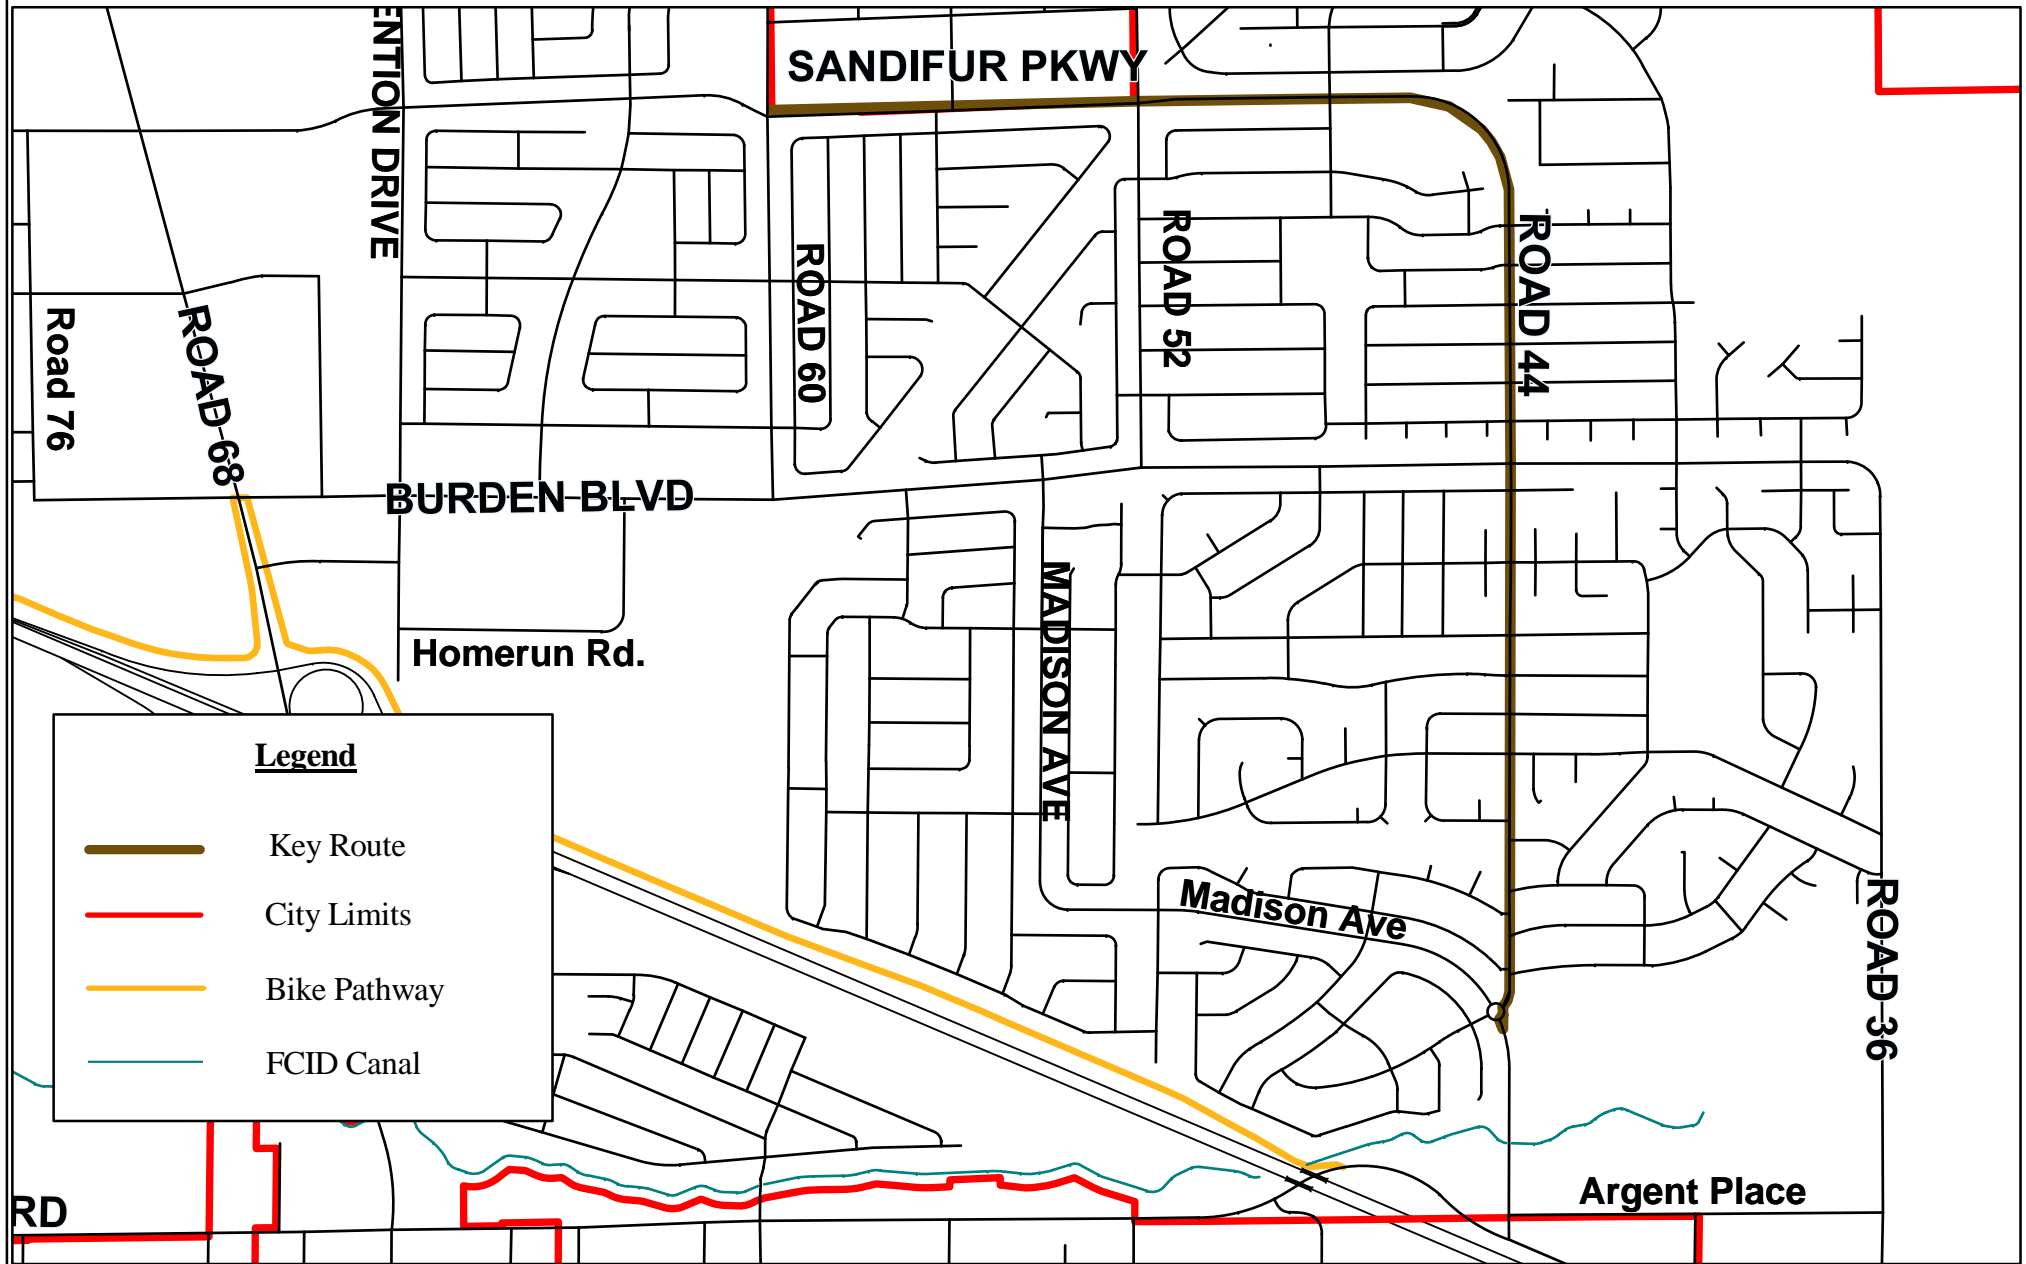 SANDIFUR PKWY
ENTION DRIVE
ROAD 52
ROAD 44
ROAD 60
Road 76
ROAD 68
BURDEN BLVD
Homerun Rd.
MADISON AVE
Legend
Key Route
City Limits
Bike Pathway
FCID Canal
Madison Ave
ROAD 36
Argent Place
RD